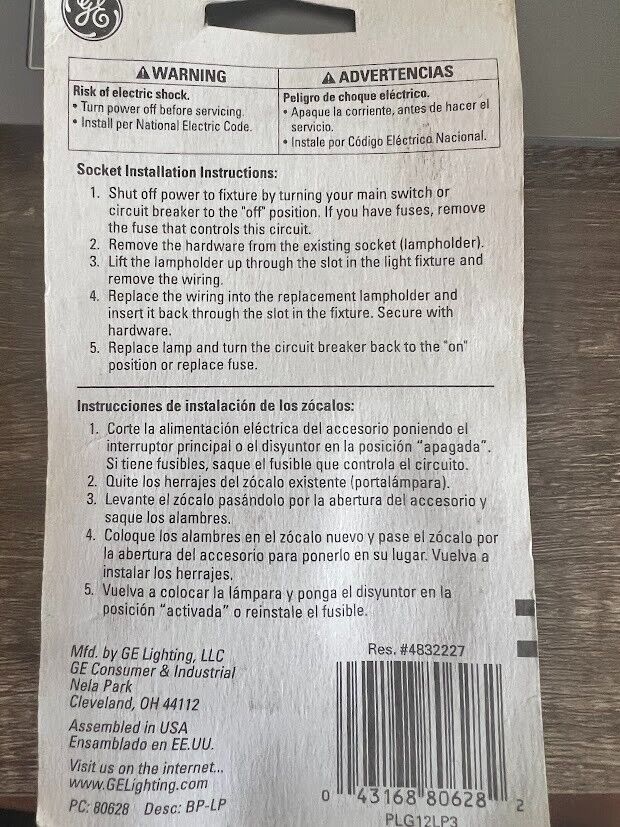 GE
⚠ WARNING
Risk of electric shock.
• Turn power off before servicing.
• Install per National Electric Code.
⚠ ADVERTENCIAS
Peligro de choque eléctrico.
• Apaque la corriente, antes de hacer el
servicio.
• Instale por Código Eléctrico Nacional.
Socket Installation Instructions:
1. Shut off power to fixture by turning your main switch or
circuit breaker to the "off" position. If you have fuses, remove
the fuse that controls this circuit.
2. Remove the hardware from the existing socket (lampholder).
3. Lift the lampholder up through the slot in the light fixture and
remove the wiring.
4. Replace the wiring into the replacement lampholder and
insert it back through the slot in the fixture. Secure with
hardware.
5. Replace lamp and turn the circuit breaker back to the "on"
position or replace fuse.
Instrucciones de instalación de los zócalos:
1. Corte la alimentación eléctrica del accesorio poniendo el
interruptor principal o el disyuntor en la posición "apagada".
Si tiene fusibles, saque el fusible que controla el circuito.
2. Quite los herrajes del zócalo existente (portalámpara).
3. Levante el zócalo pasándolo por la abertura del accesorio y
saque los alambres.
4. Coloque los alambres en el zócalo nuevo y pase el zócalo por
la abertura del accesorio para ponerlo en su lugar. Vuelva a
instalar los herrajes.
5. Vuelva a colocar la lámpara y ponga el disyuntor en la
posición "activada" o reinstale el fusible.
Mfd. by GE Lighting, LLC
GE Consumer & Industrial
Nela Park
Cleveland, OH 44112
Assembled in USA
Ensamblado en EE.UU.
Visit us on the internet...
www.GELighting.com
PC: 80628 Desc: BP-LP
Res. #4832227
0 43168 80628 2
PLG12LP3